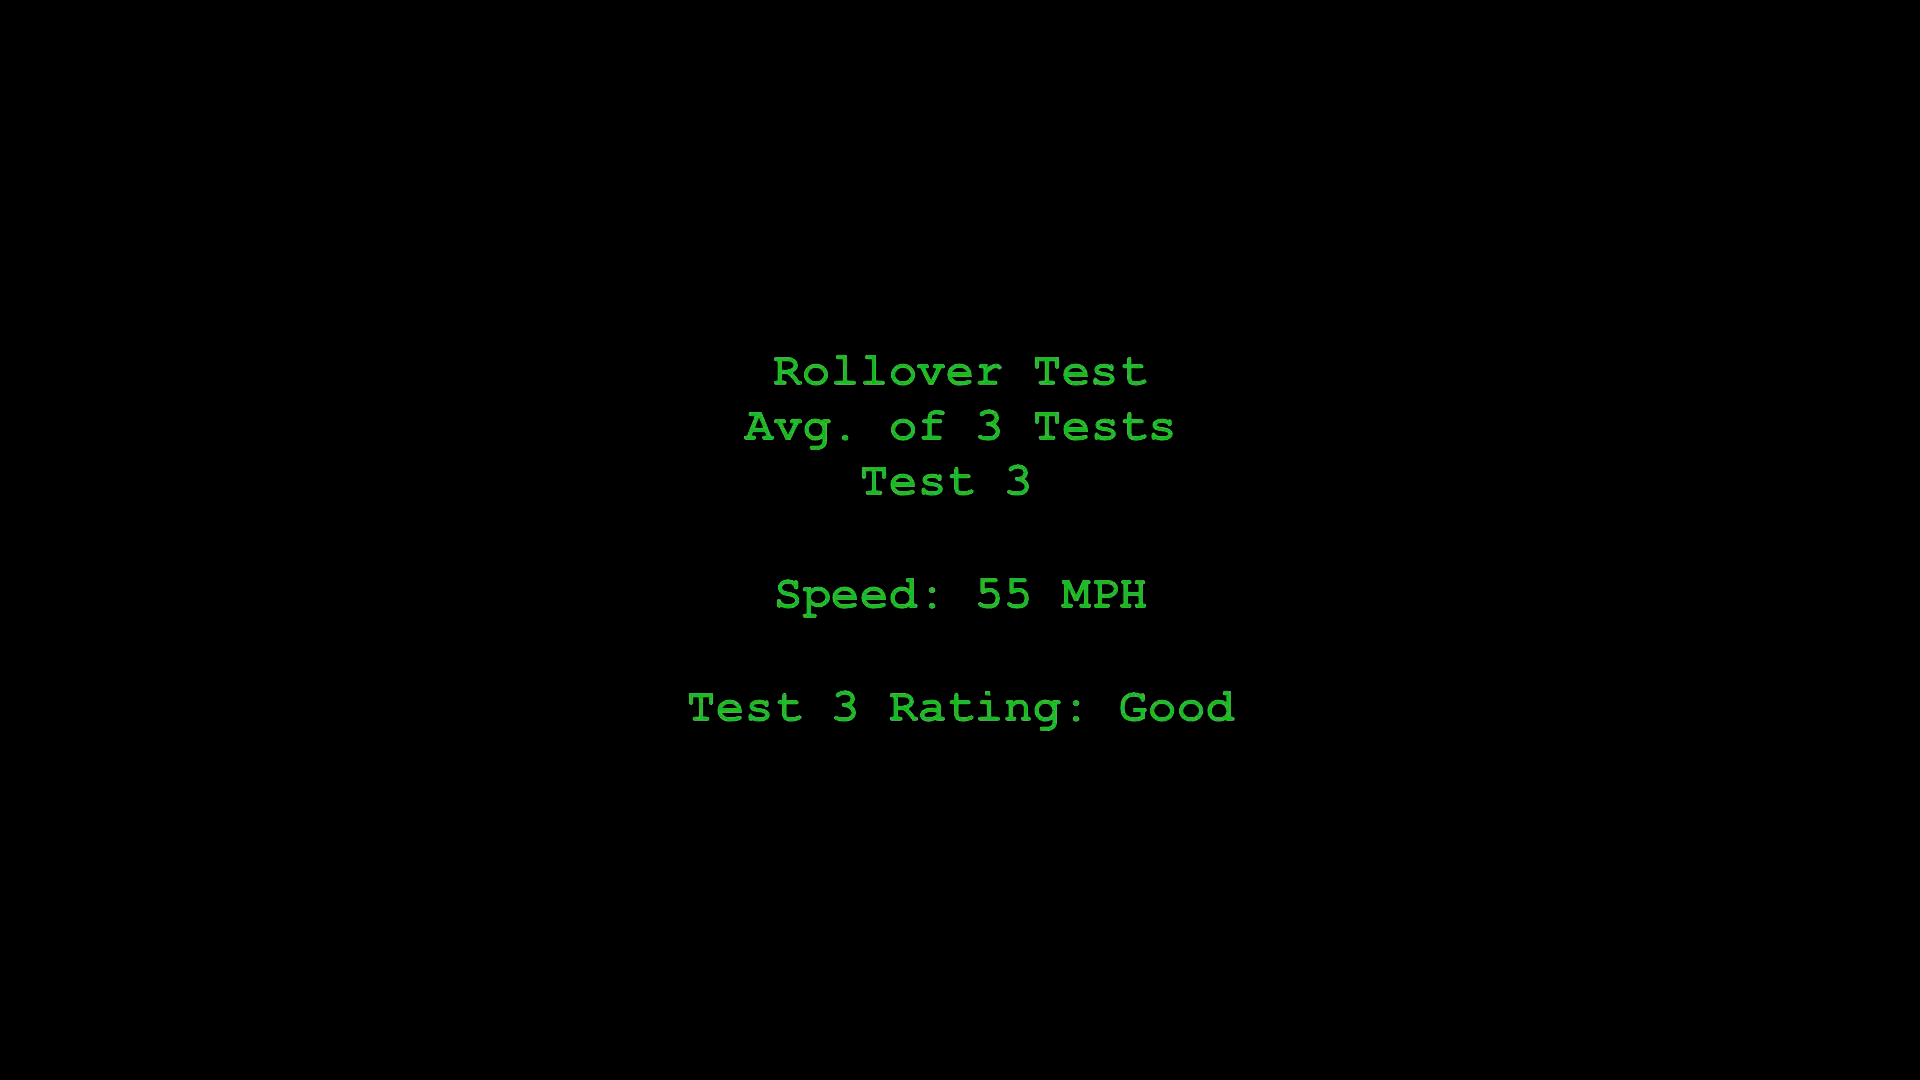 Rollover Test
Avg. of 3 Tests
Test 3
Speed: 55 MPH
Test 3 Rating: Good